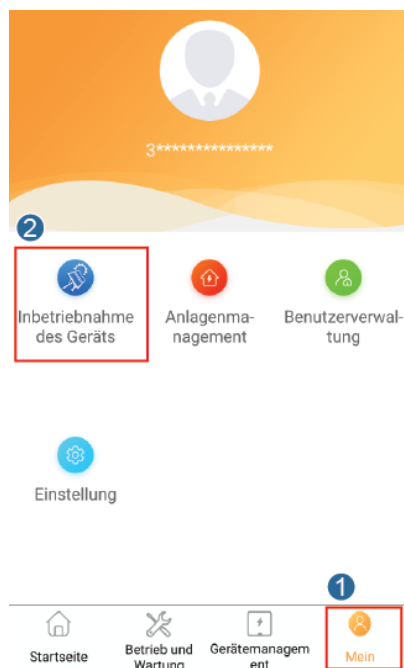 3***************
2
Inbetriebnahme
des Geräts
Anlagenma-
nagement
Benutzerverwal-
tung
Einstellung
1
Startseite
Betrieb und
Wartung
Gerätemanagem
ent
Mein